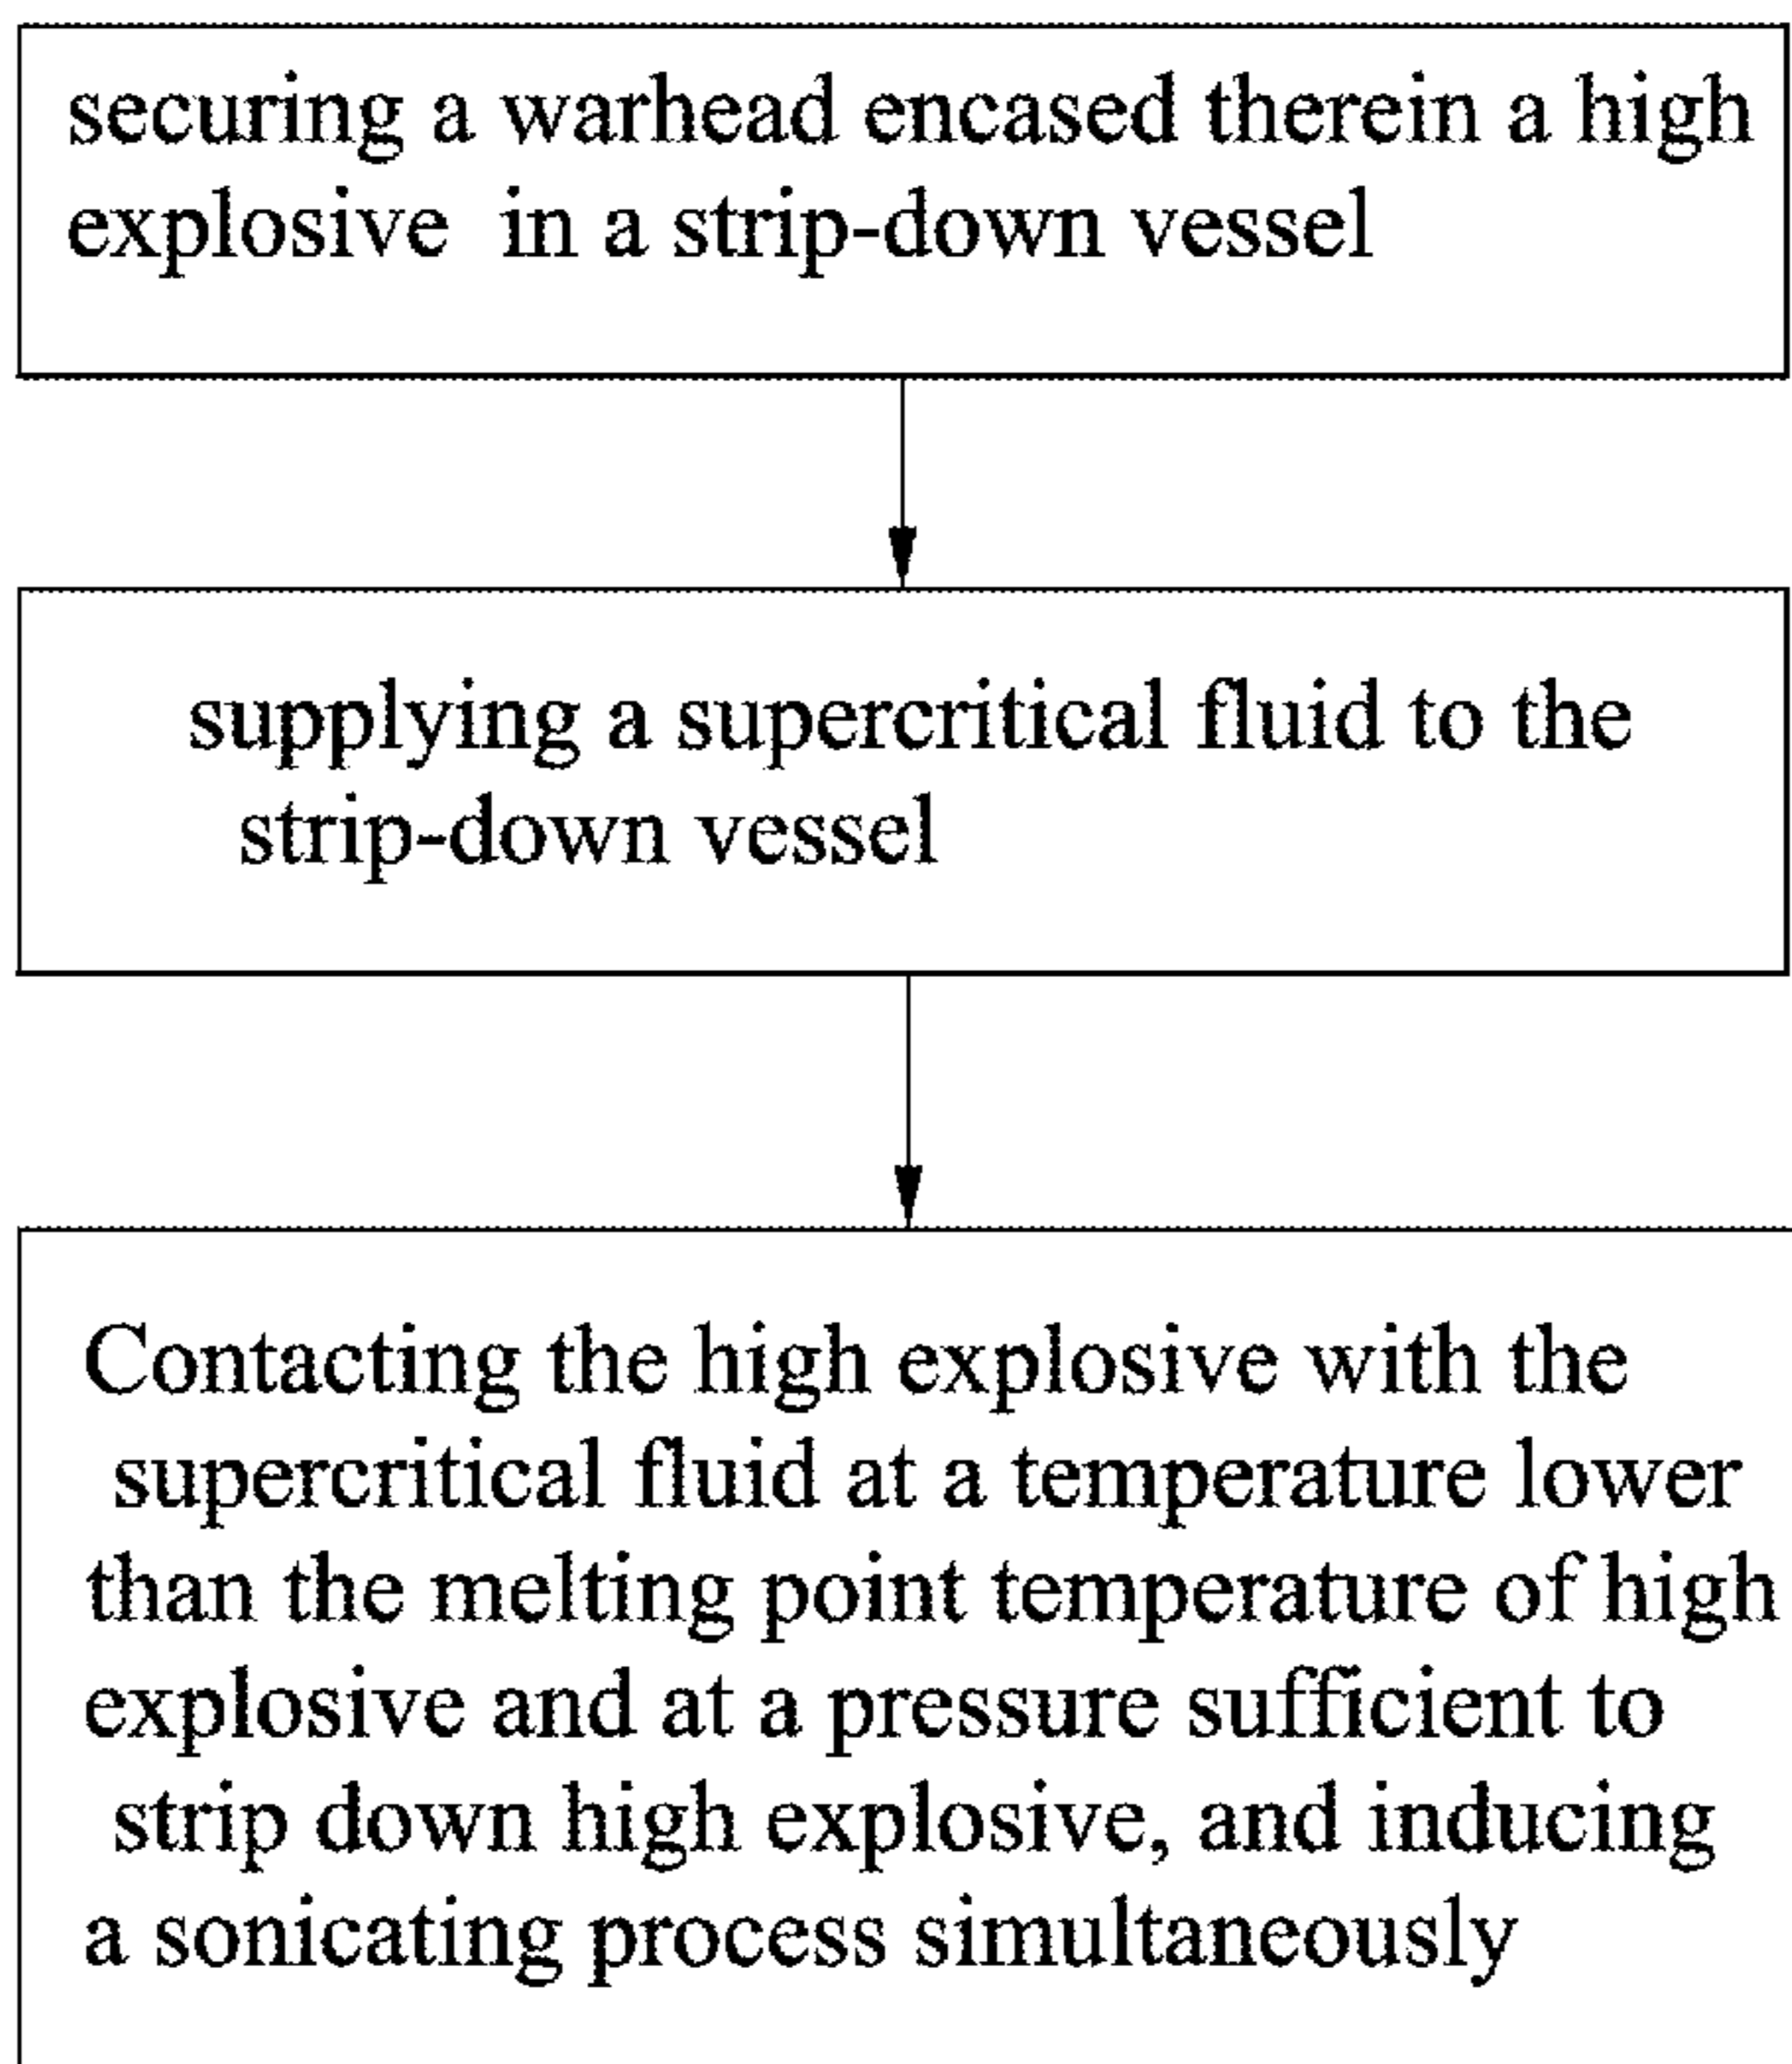 securing a warhead encased therein a high
explosive in a strip-down vessel
supplying a supercritical fluid to the
strip-down vessel
Contacting the high explosive with the
supercritical fluid at a temperature lower
than the melting point temperature of high
explosive and at a pressure sufficient to
strip down high explosive, and inducing
a sonicating process simultaneously